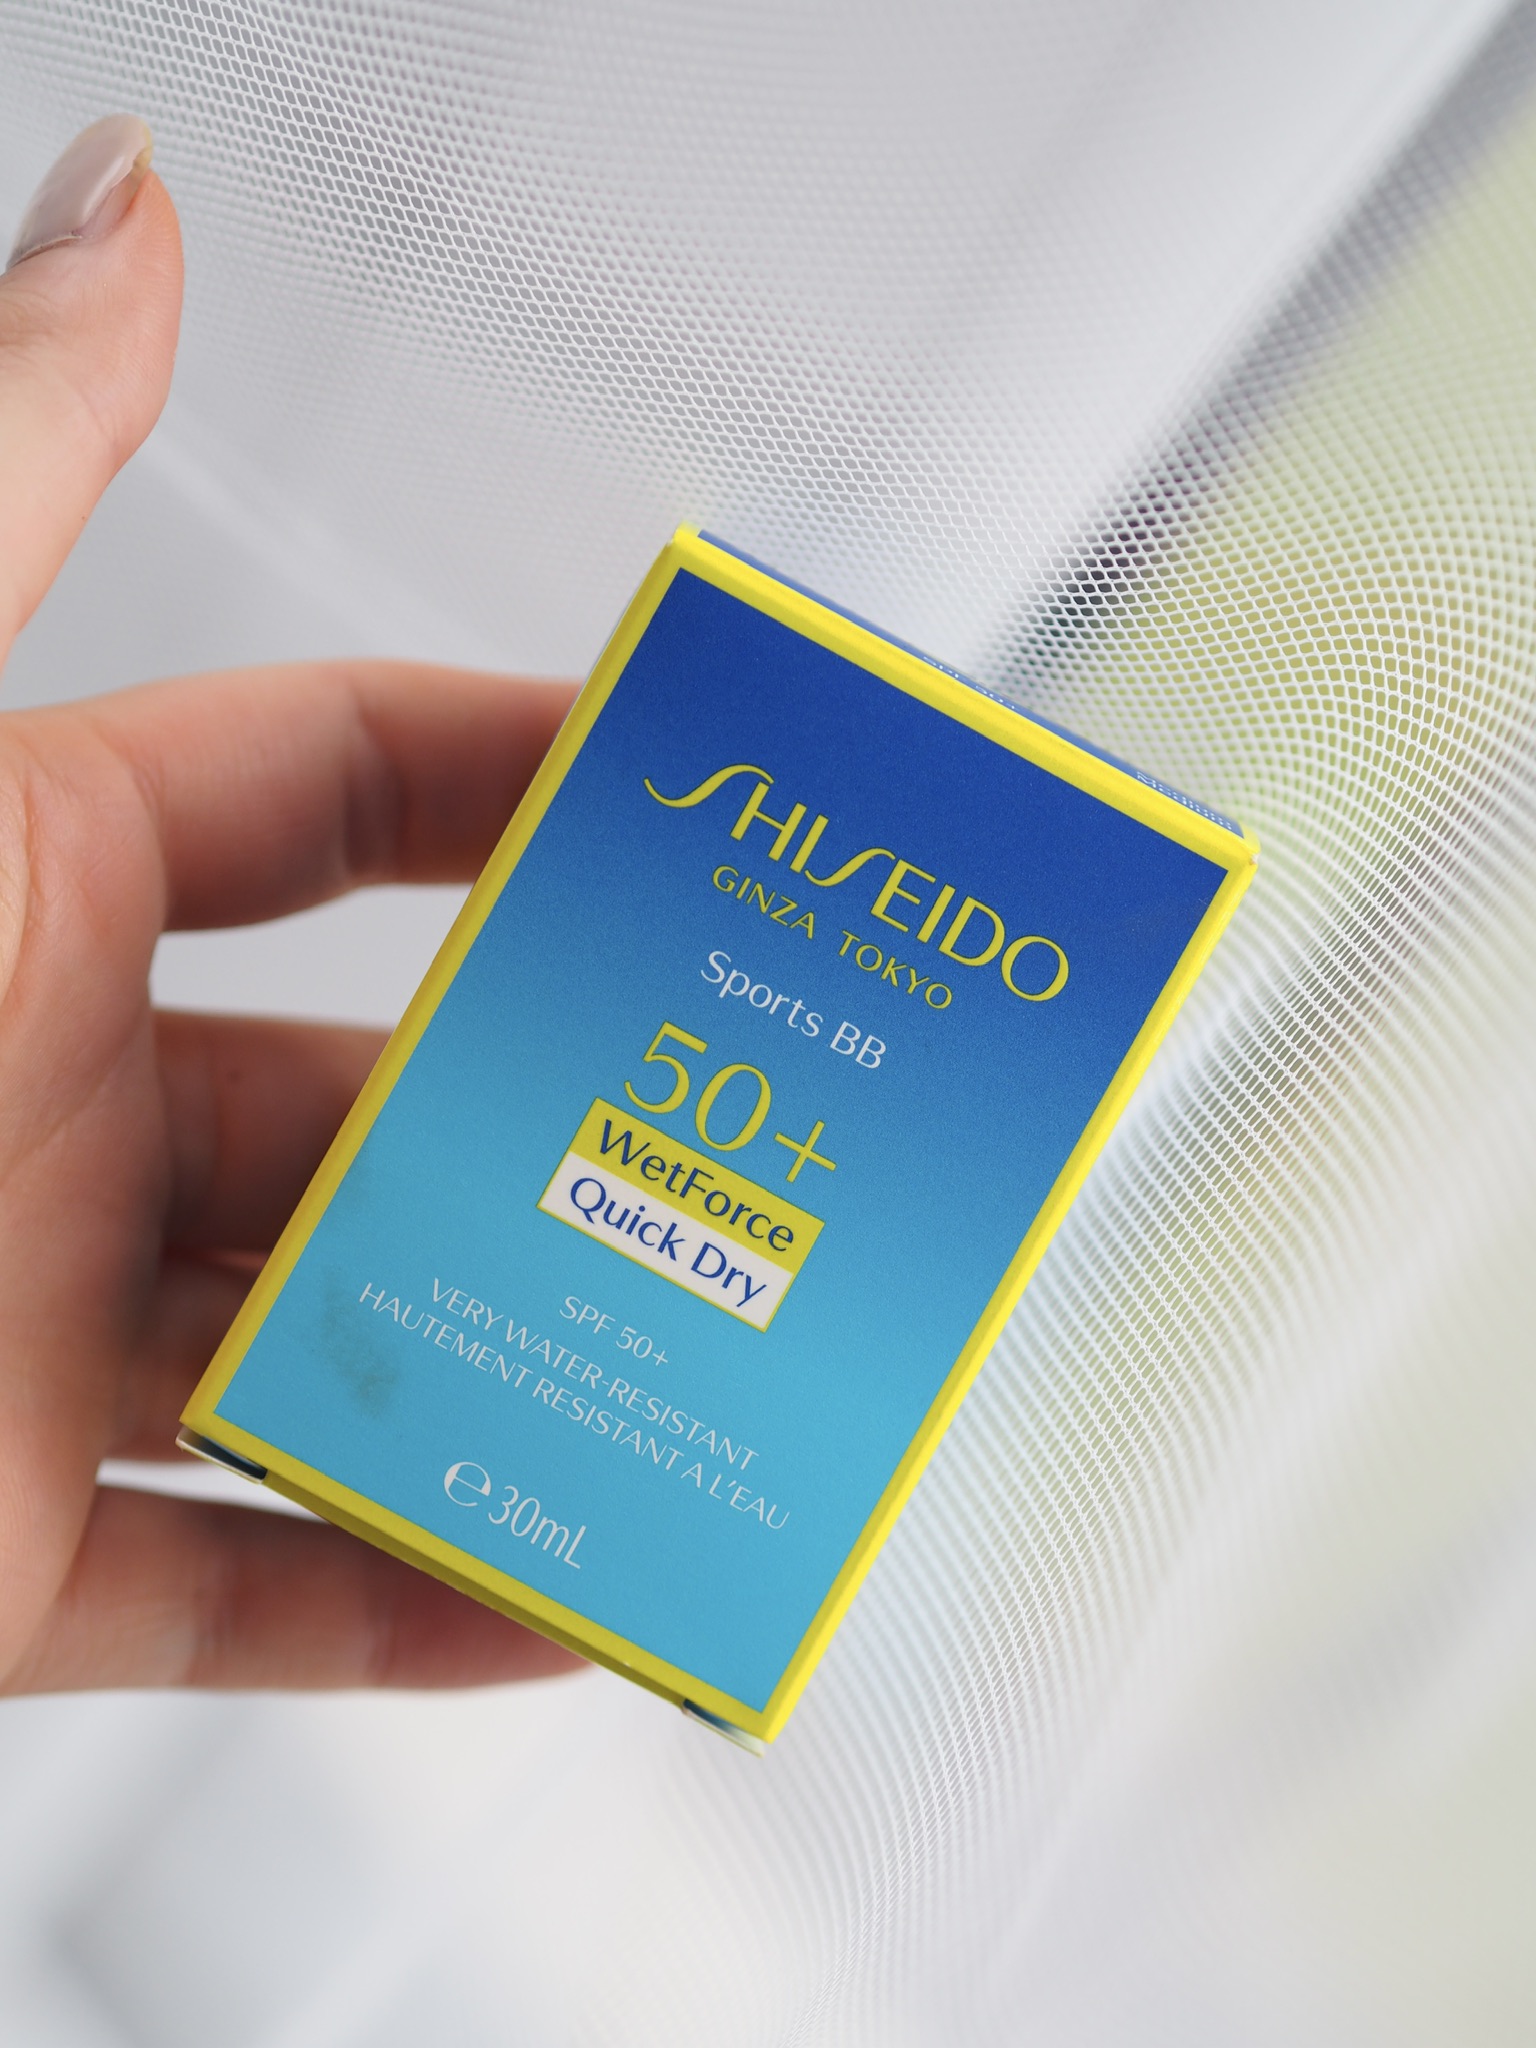 SHISEIDO
GINZA TOKYO
Sports BB
50+
WetForce
Quick Dry
SPF 50+
VERY WATER-RESISTANT
HAUTEMENT RESISTANT A L'EAU
℮30mL